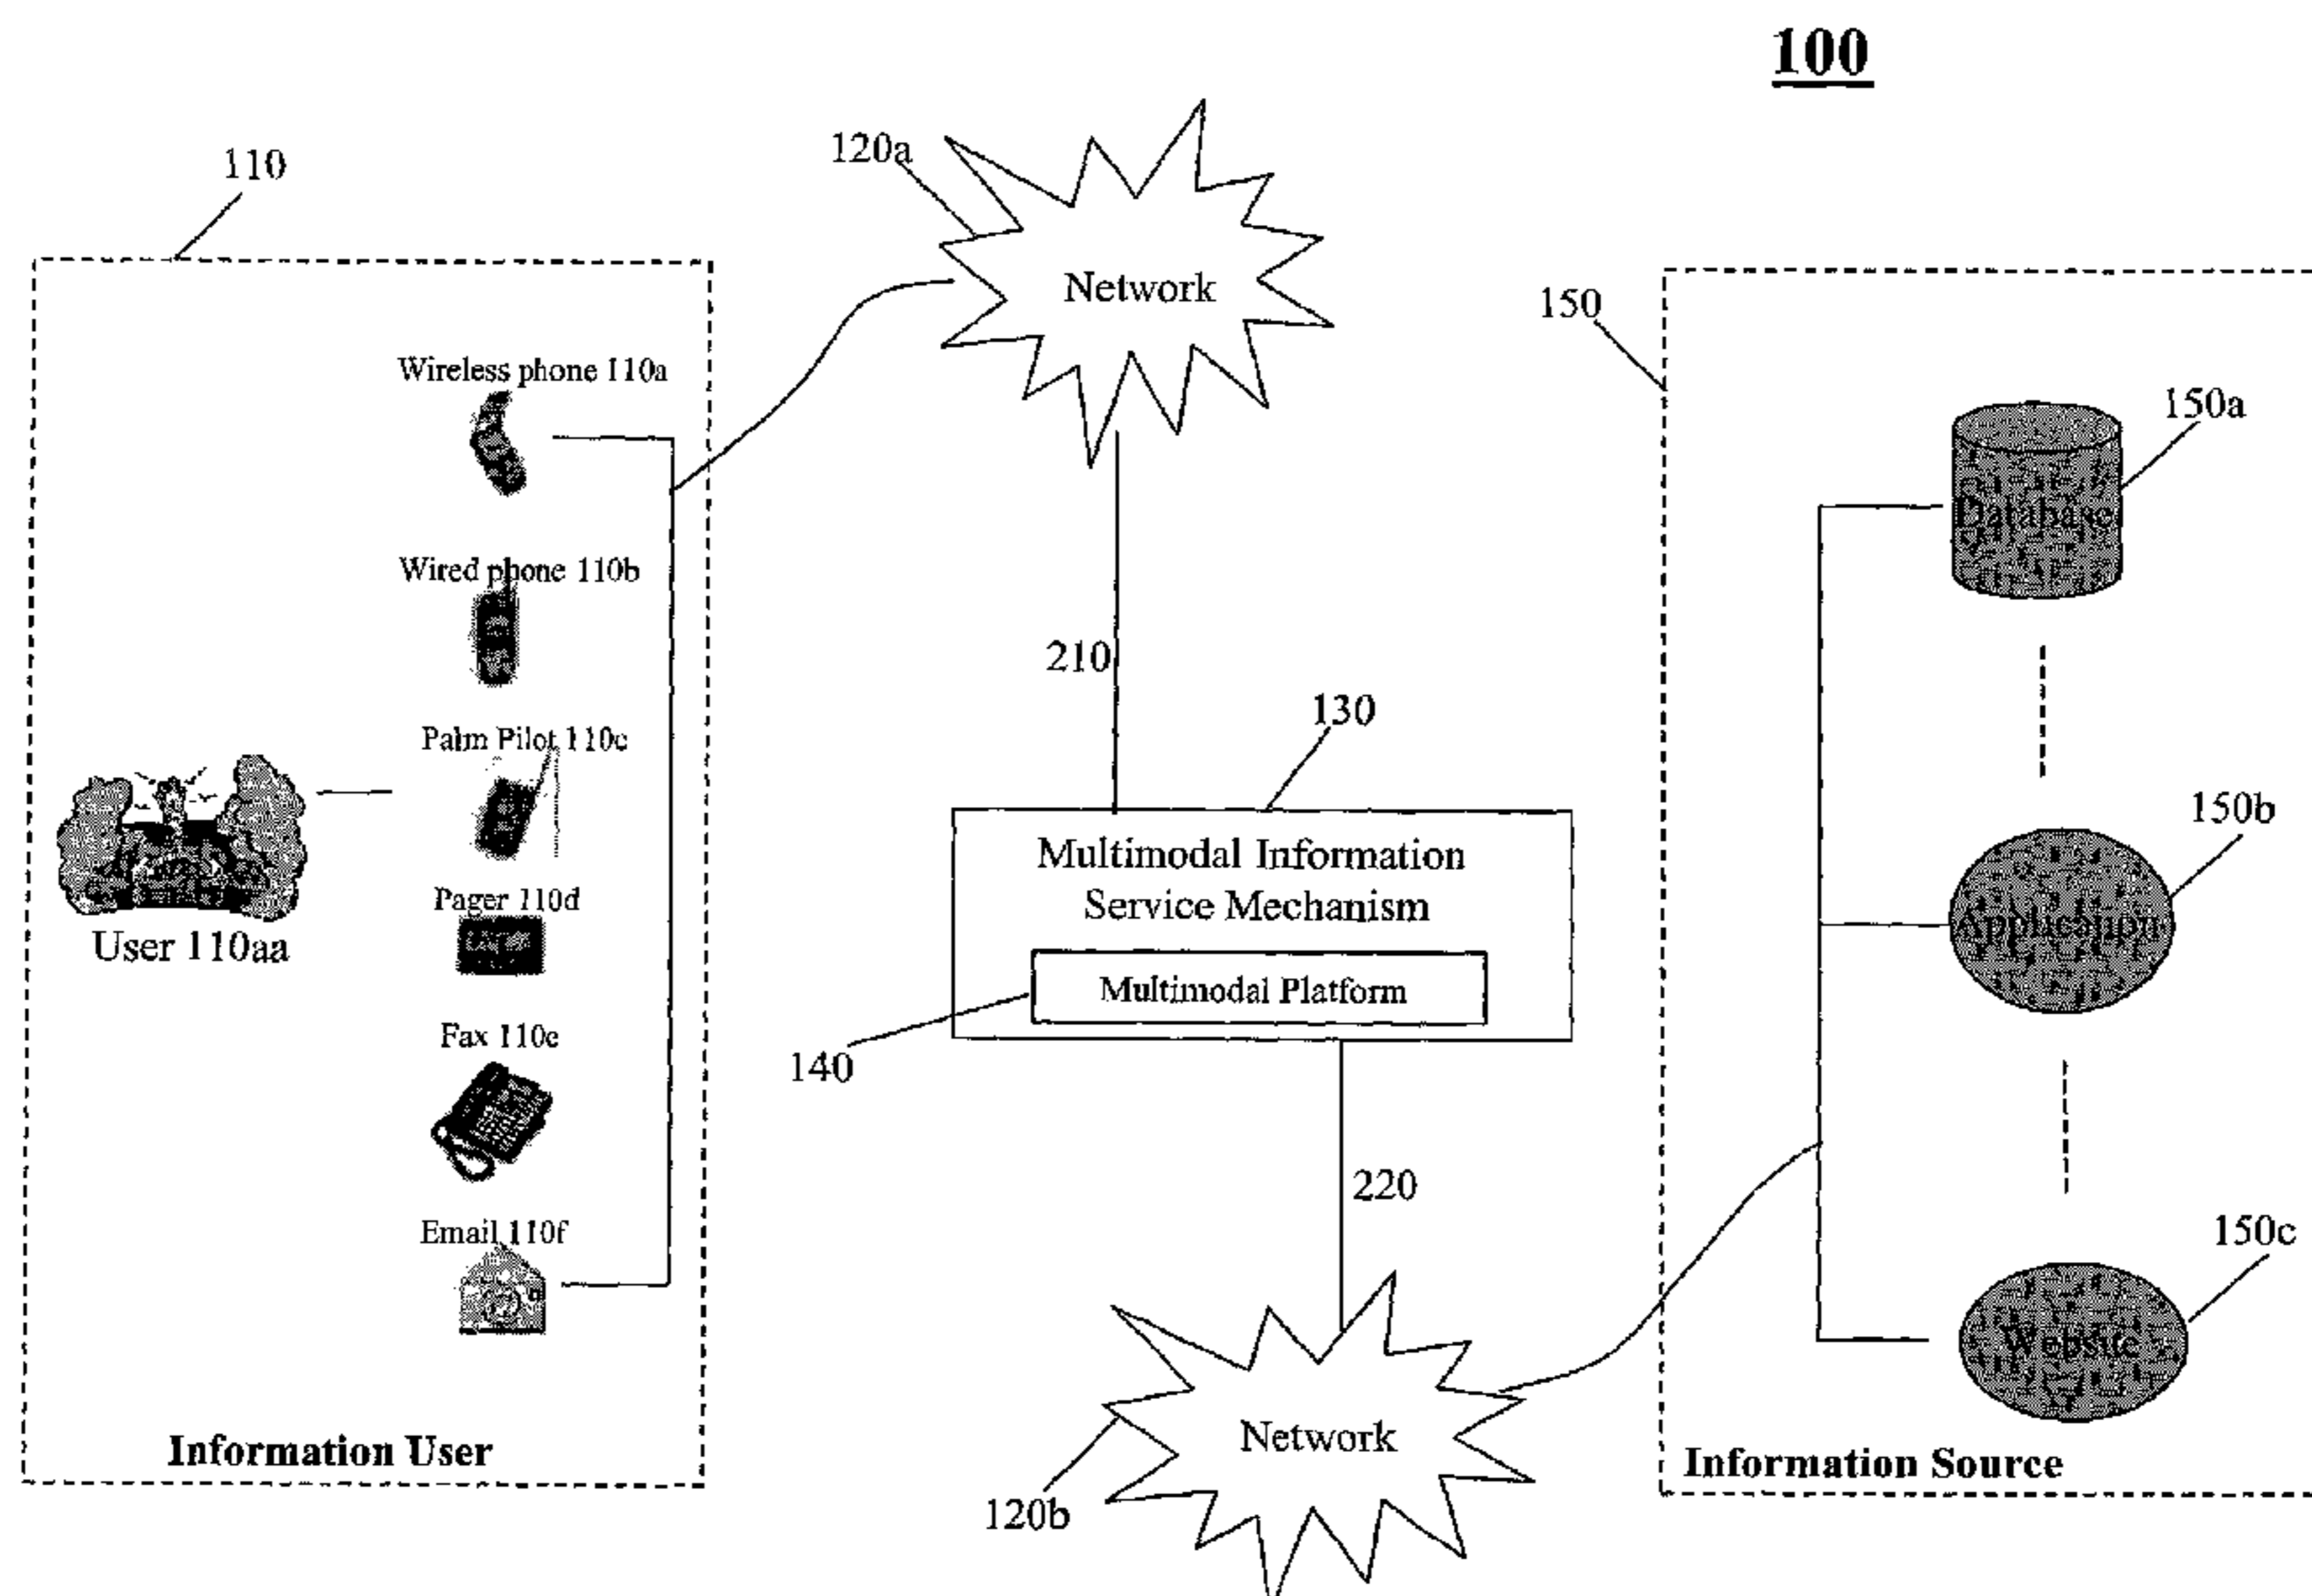 100
110
120a
Network
150
Wireless phone 110a
150a
Database
Wired phone 110b
210
130
Palm Pilot 110c
150b
Multimodal Information
Service Mechanism
Application
Pager 110d
User 110aa
Multimodal Platform
Fax 110e
140
220
Email 110f
150c
Website
Network
Information User
Information Source
120b